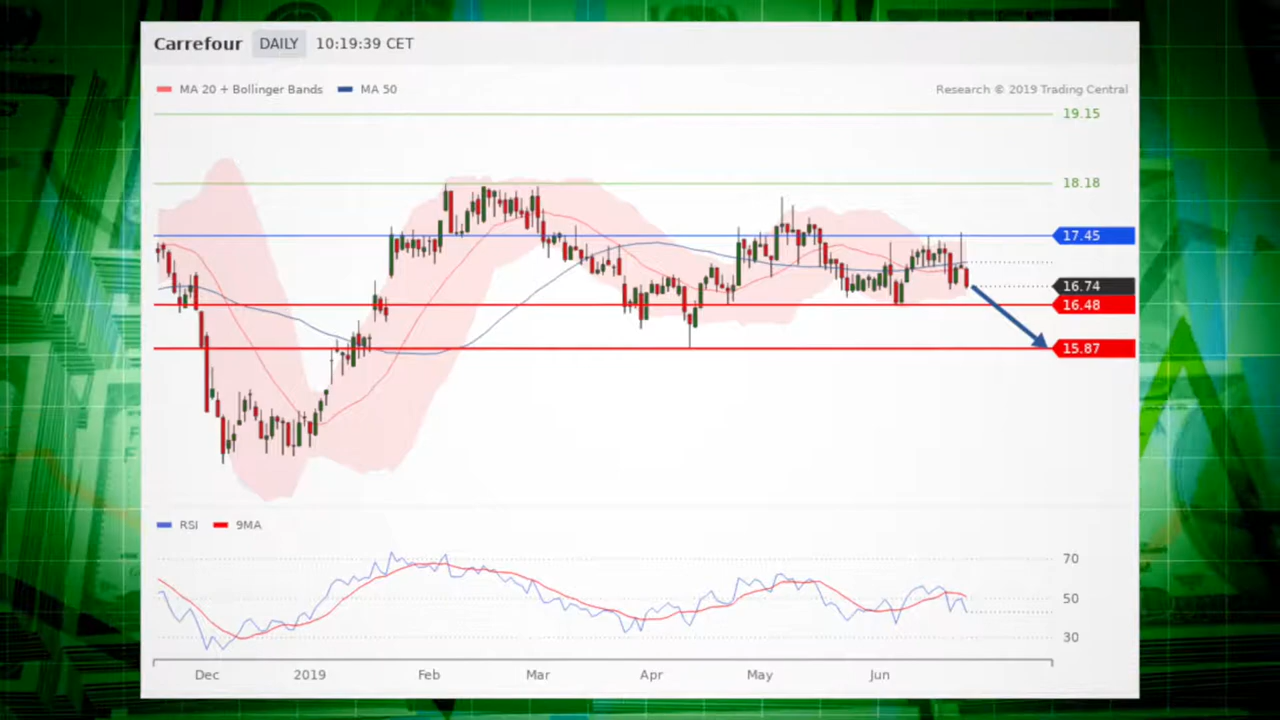 Carrefour DAILY 10:19:39 CET
MA 20 + Bollinger Bands MA 50 Research © 2019 Trading Central
19.15
18.18
17.45
16.74
16.48
15.87
RSI 9MA
70
50
30
Dec 2019 Feb Mar Apr May Jun